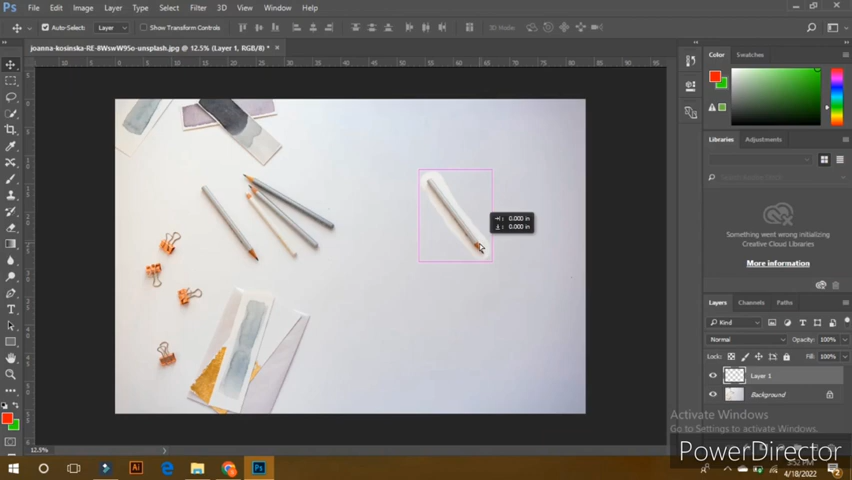 Ps File Edit Image Layer Type Select Filter 3D View Window Help
Auto-Select: Layer Show Transform Controls 3D Mode:
joanna-kosinska-RE-8WswW95o-unsplash.jpg @ 12.5% (Layer 1, RGB/8) *
Color Swatches
Libraries Adjustments
Something went wrong initializing
Creative Cloud Libraries
More information
0.000 in
0.000 in
Layers Channels Paths
Kind
Normal Opacity: 100%
Lock: Fill: 100%
Layer 1
Background
Activate Windows
Go to Settings to activate Windows.
PowerDirector
12.5%
Ai Ps
3:52 PM
4/18/2022